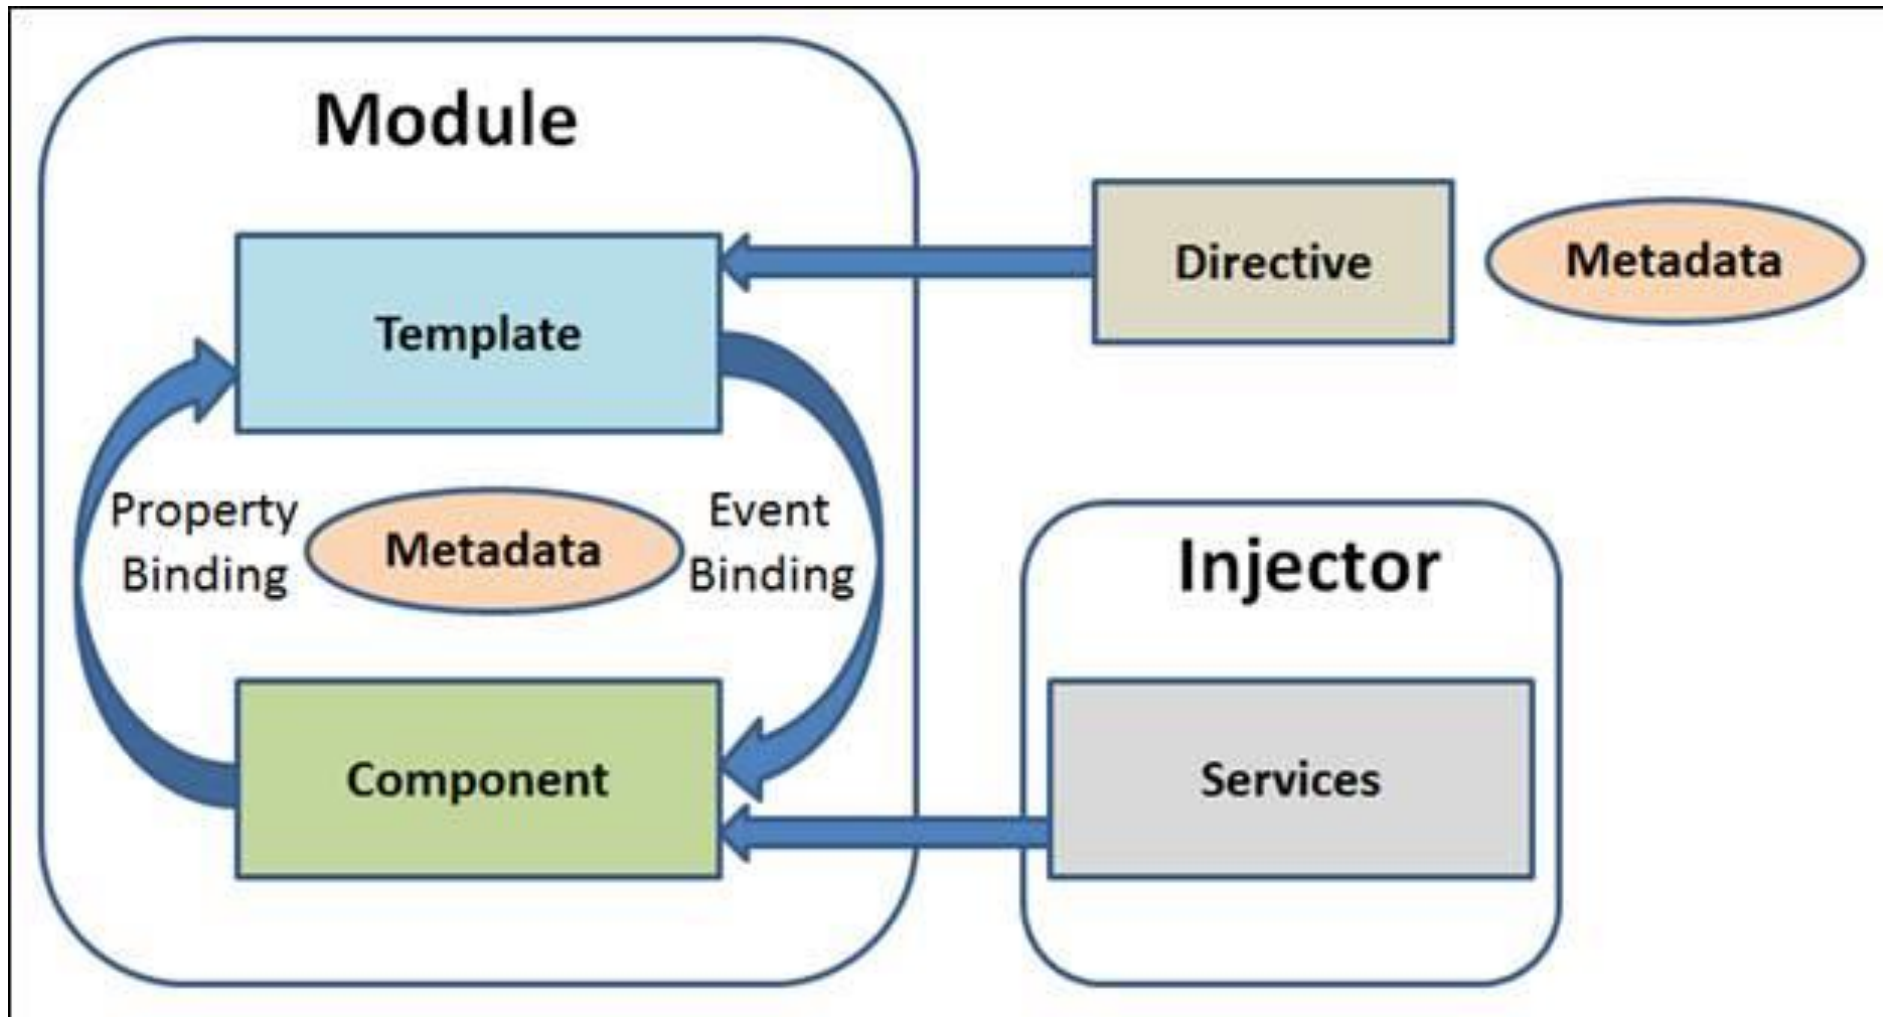 Module
Template
Directive
Metadata
Property
Binding
Metadata
Event
Binding
Injector
Component
Services